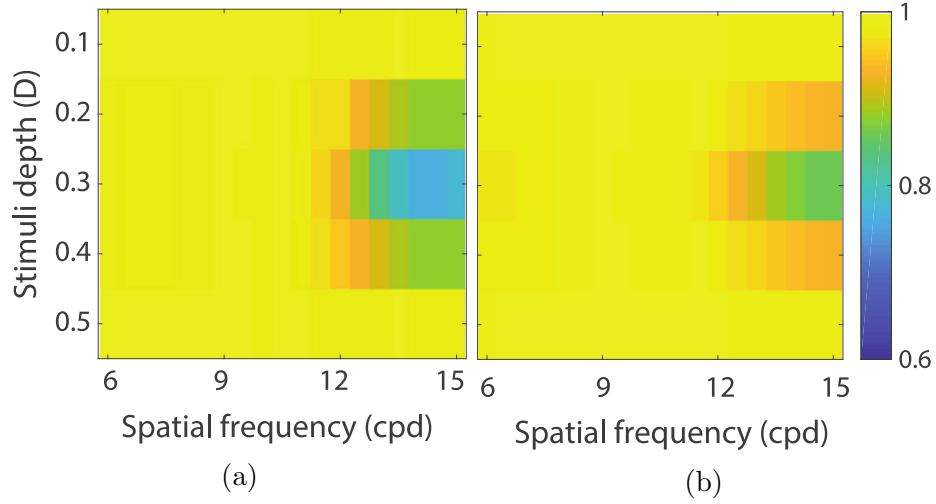 Stimuli depth (D)
0.1
0.2
0.3
0.4
0.5
6 9 12 15
Spatial frequency (cpd)
(a)
6 9 12 15
Spatial frequency (cpd)
(b)
1
0.8
0.6